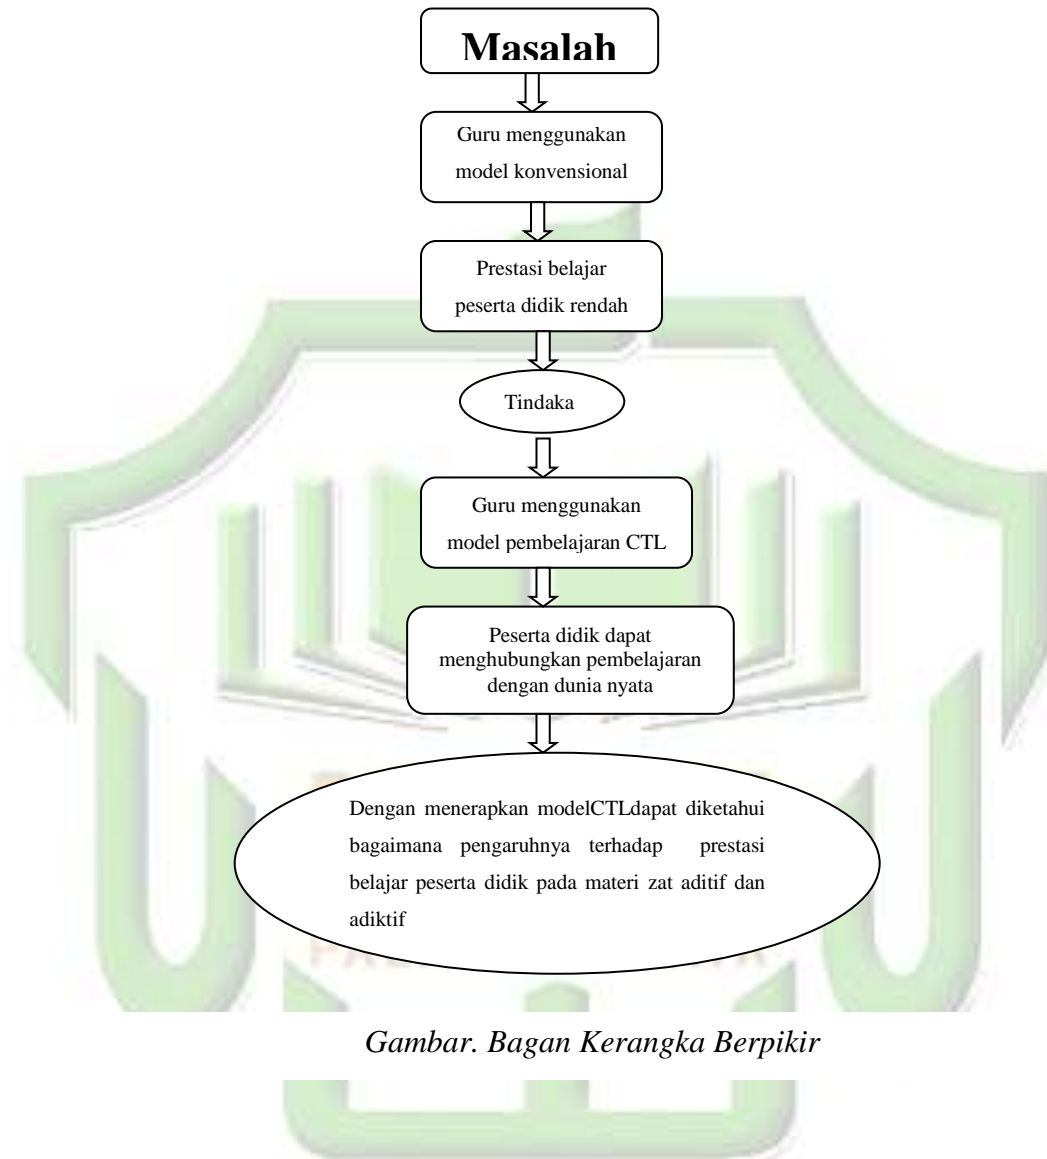 Masalah
Guru menggunakan
model konvensional
Prestasi belajar
peserta didik rendah
Tindaka
Guru menggunakan
model pembelajaran CTL
Peserta didik dapat
menghubungkan pembelajaran
dengan dunia nyata
Dengan menerapkan modelCTLdapat diketahui
bagaimana pengaruhnya terhadap prestasi
belajar peserta didik pada materi zat aditif dan
adiktif
Gambar. Bagan Kerangka Berpikir